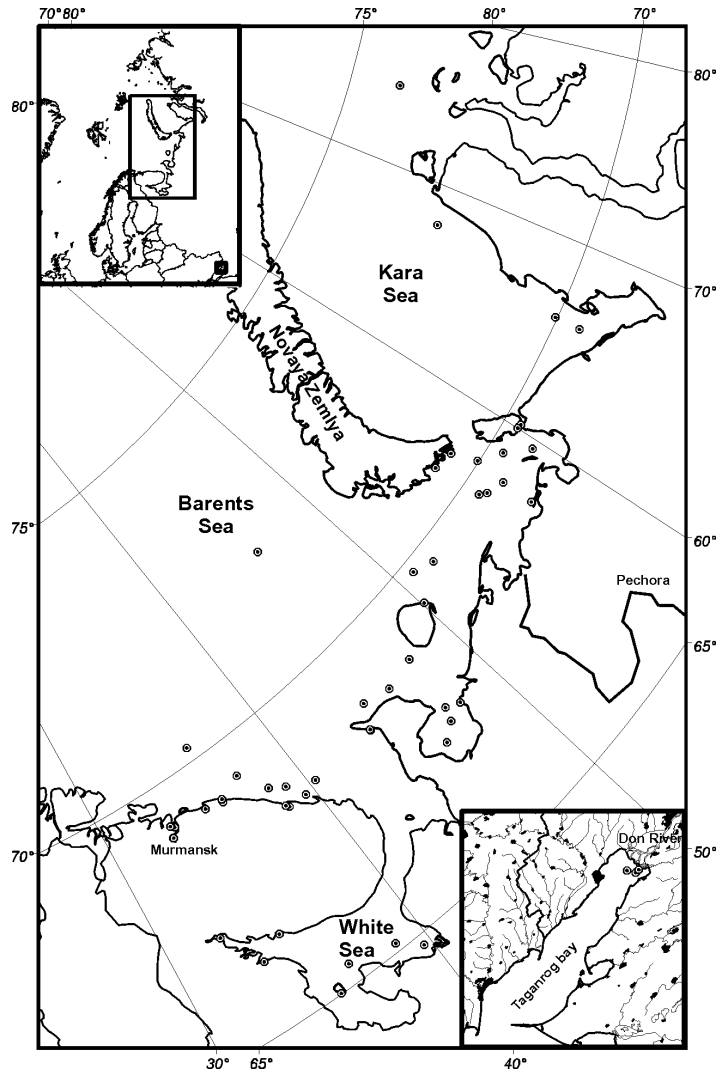 70° 80°
75°
80°
70°
80°
80°
Kara
Sea
70°
Novaya Zemlya
Barents
Sea
75°
60°
Pechora
65°
Don River
50°
70°
Murmansk
White
Sea
Taganrog bay
30°
65°
40°